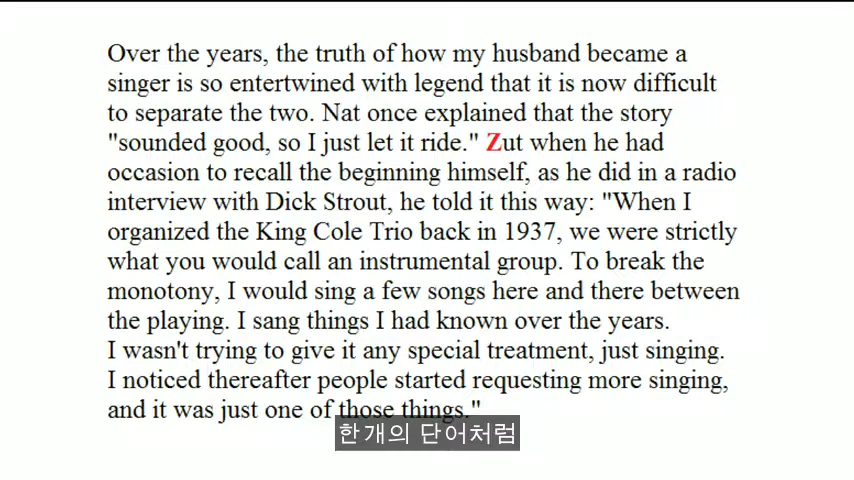 Over the years, the truth of how my husband became a
singer is so entertwined with legend that it is now difficult
to separate the two. Nat once explained that the story
"sounded good, so I just let it ride." Zut when he had
occasion to recall the beginning himself, as he did in a radio
interview with Dick Strout, he told it this way: "When I
organized the King Cole Trio back in 1937, we were strictly
what you would call an instrumental group. To break the
monotony, I would sing a few songs here and there between
the playing. I sang things I had known over the years.
I wasn't trying to give it any special treatment, just singing.
I noticed thereafter people started requesting more singing,
and it was just one of those things."
한개의 단어처럼